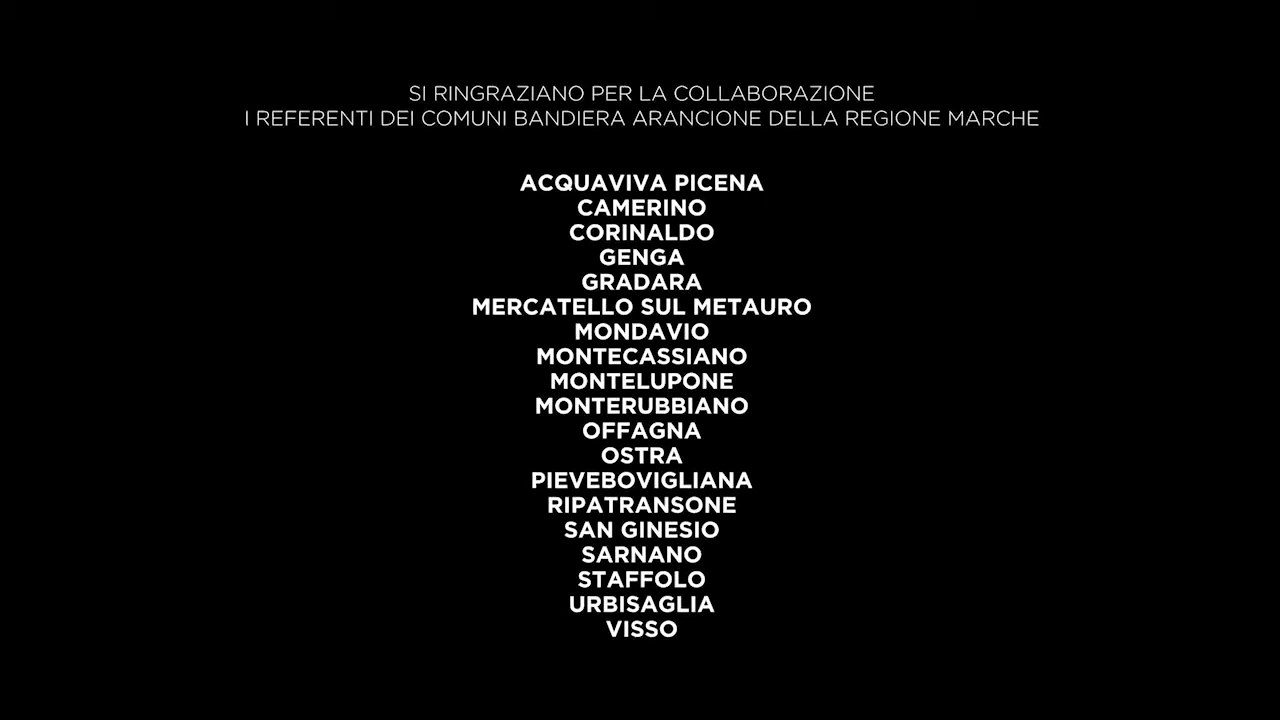 SI RINGRAZIANO PER LA COLLABORAZIONE
I REFERENTI DEI COMUNI BANDIERA ARANCIONE DELLA REGIONE MARCHE
ACQUAVIVA PICENA
CAMERINO
CORINALDO
GENGA
GRADARA
MERCATELLO SUL METAURO
MONDAVIO
MONTECASSIANO
MONTELUPONE
MONTERUBBIANO
OFFAGNA
OSTRA
PIEVEBOVIGLIANA
RIPATRANSONE
SAN GINESIO
SARNANO
STAFFOLO
URBISAGLIA
VISSO